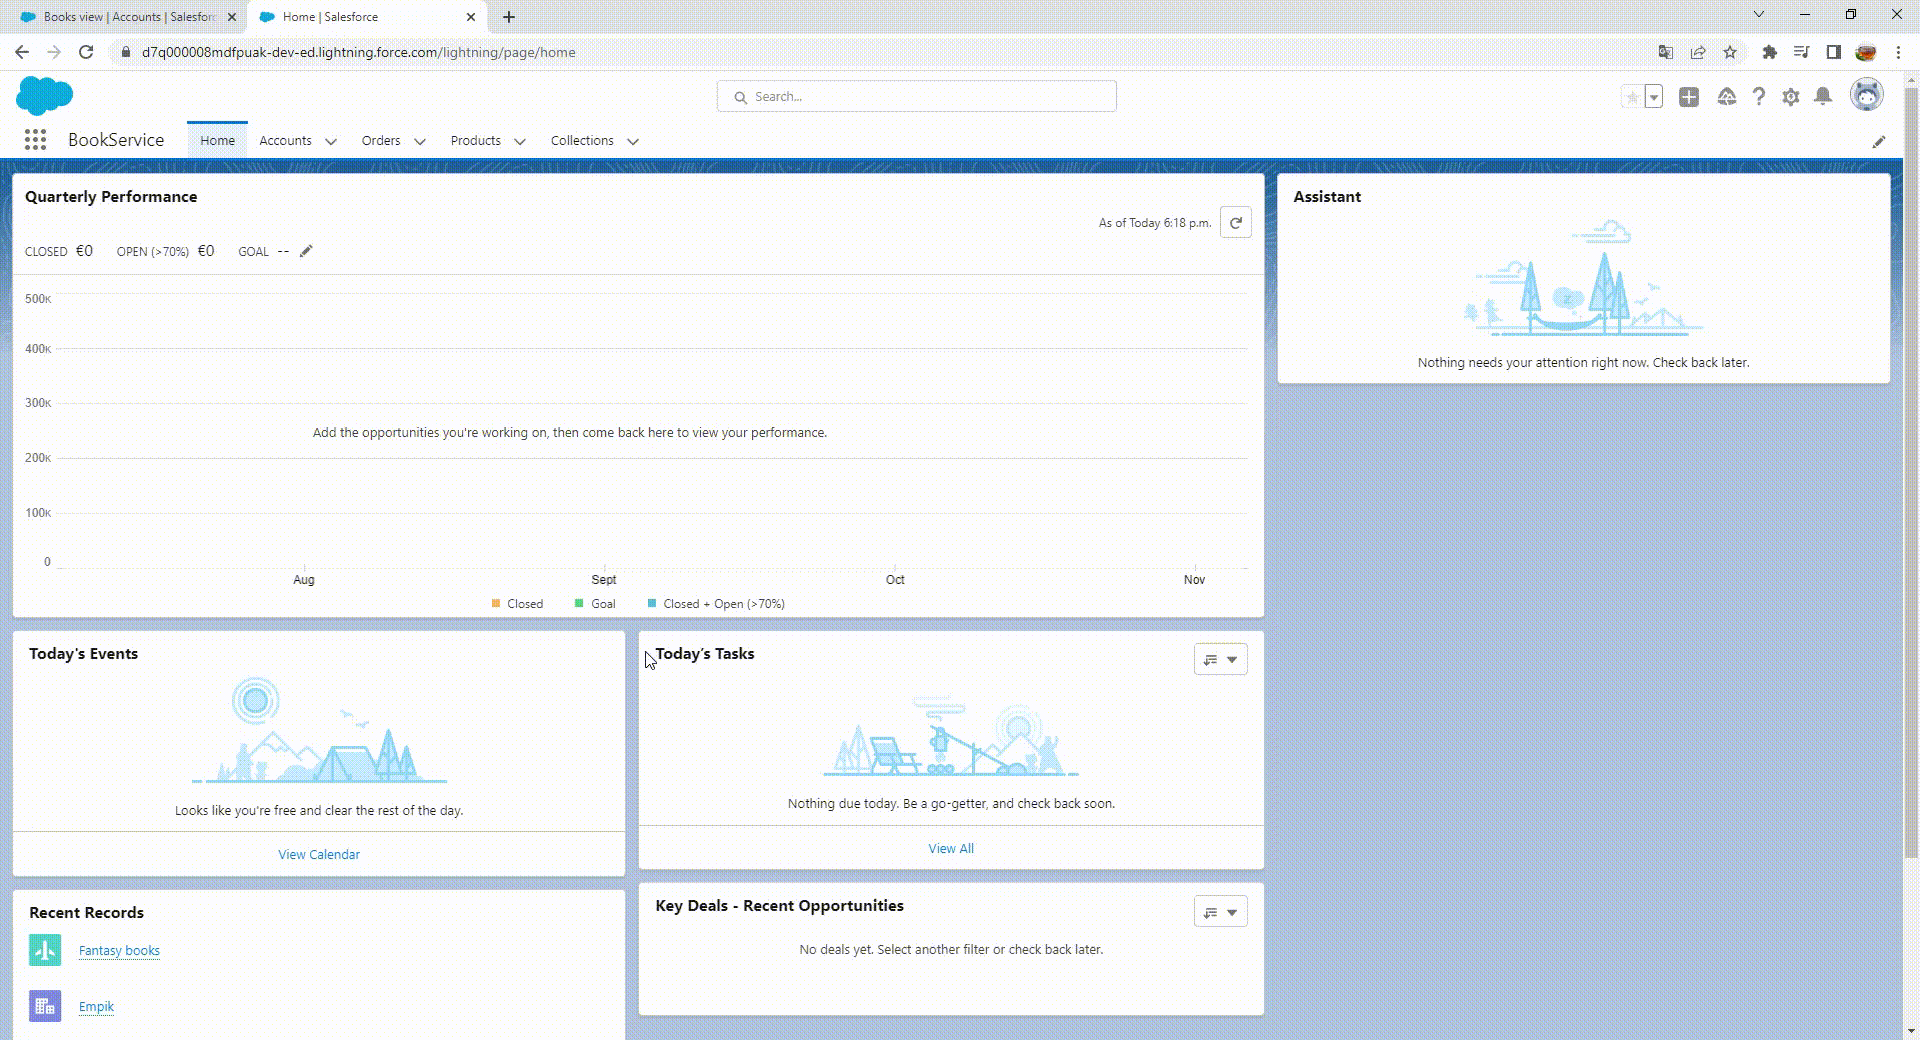 Books view | Accounts | Salesforc
Home | Salesforce
d7q000008mdfpuak-dev-ed.lightning.force.com/lightning/page/home
Search...
BookService
Home
Accounts
Orders
Products
Collections
Quarterly Performance
As of Today 6:18 p.m.
CLOSED €0 OPEN (>70%) €0 GOAL --
500K
400K
300K
Add the opportunities you're working on, then come back here to view your performance.
200K
100K
0
Aug Sept Oct Nov
Closed Goal Closed + Open (>70%)
Assistant
Nothing needs your attention right now. Check back later.
Today's Events
Looks like you're free and clear the rest of the day.
View Calendar
Today’s Tasks
Nothing due today. Be a go-getter, and check back soon.
View All
Recent Records
Fantasy books
Empik
Key Deals - Recent Opportunities
No deals yet. Select another filter or check back later.